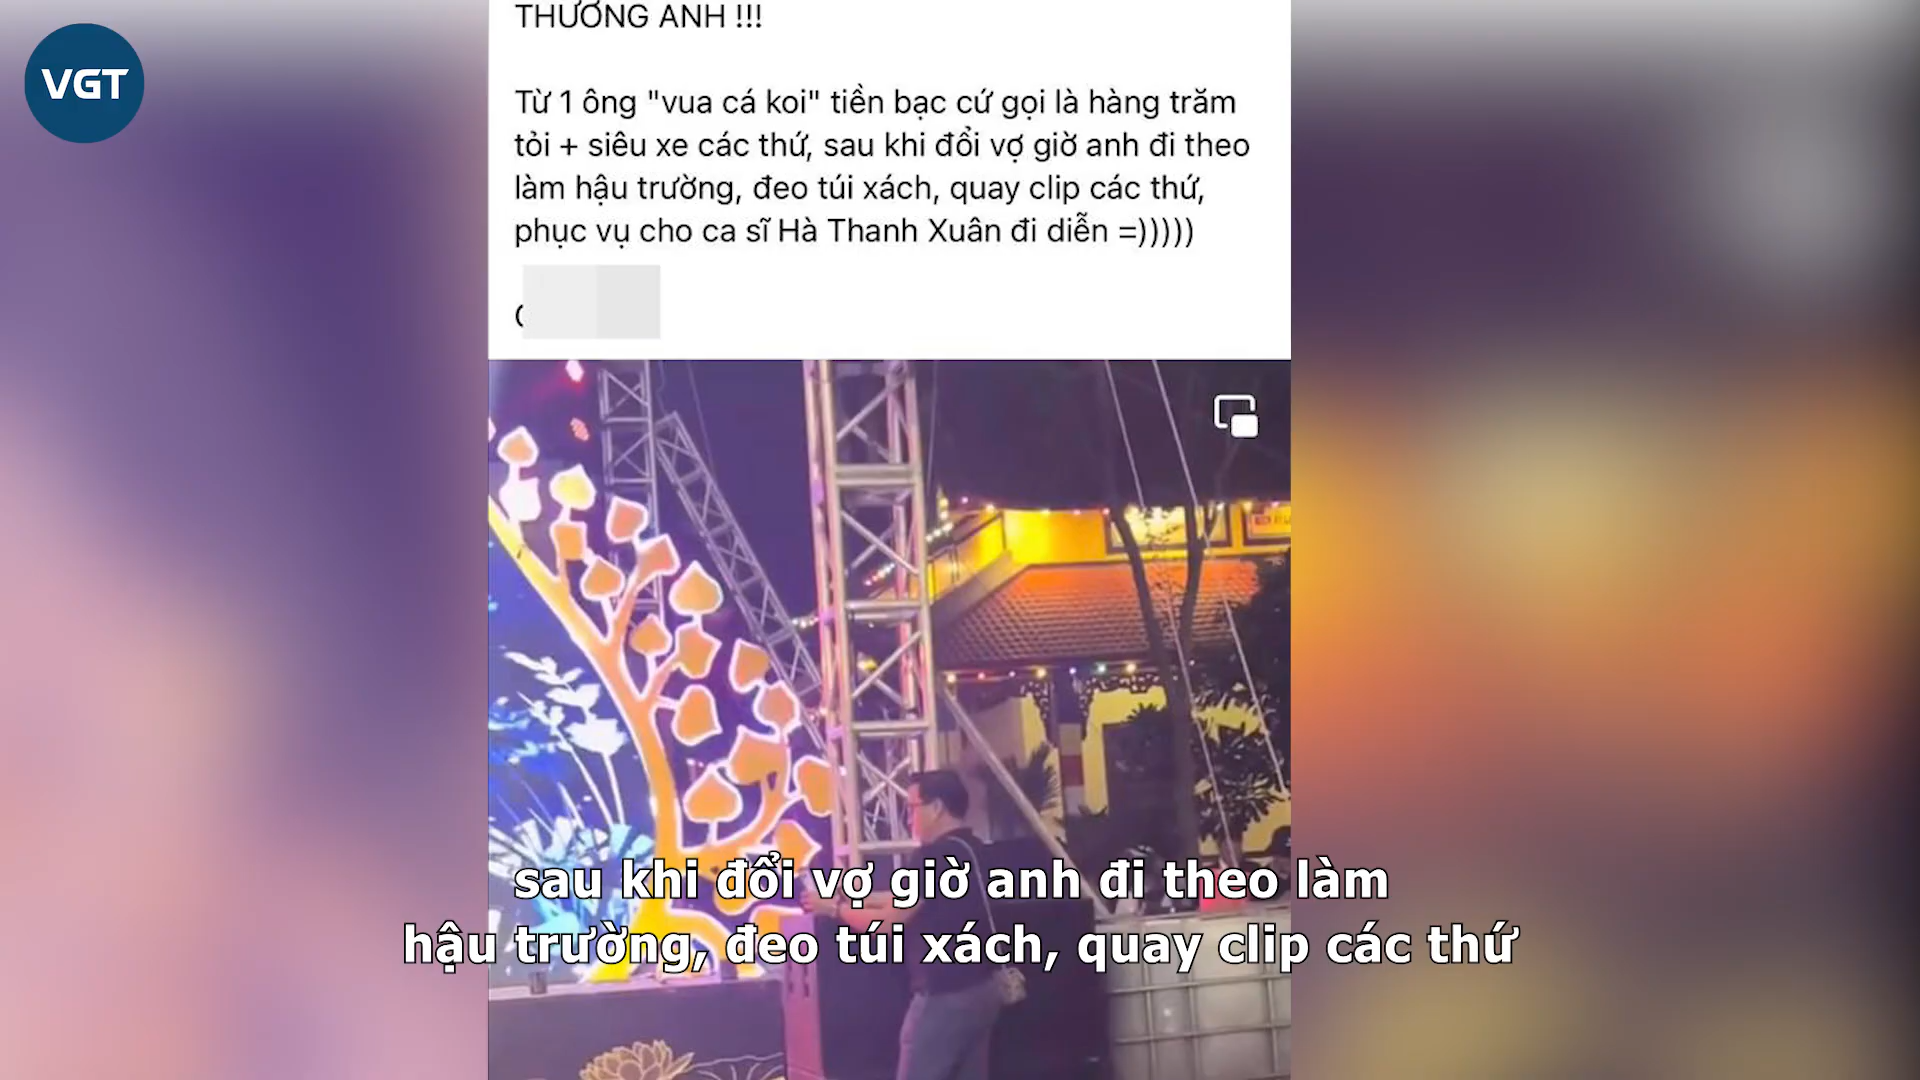 VGT
THƯƠNG ANH !!!
Từ 1 ông "vua cá koi" tiền bạc cứ gọi là hàng trăm
tỏi + siêu xe các thứ, sau khi đổi vợ giờ anh đi theo
làm hậu trường, đeo túi xách, quay clip các thứ,
phục vụ cho ca sĩ Hà Thanh Xuân đi diễn =)))))
sau khi đổi vợ giờ anh đi theo làm
hậu trường, đeo túi xách, quay clip các thứ